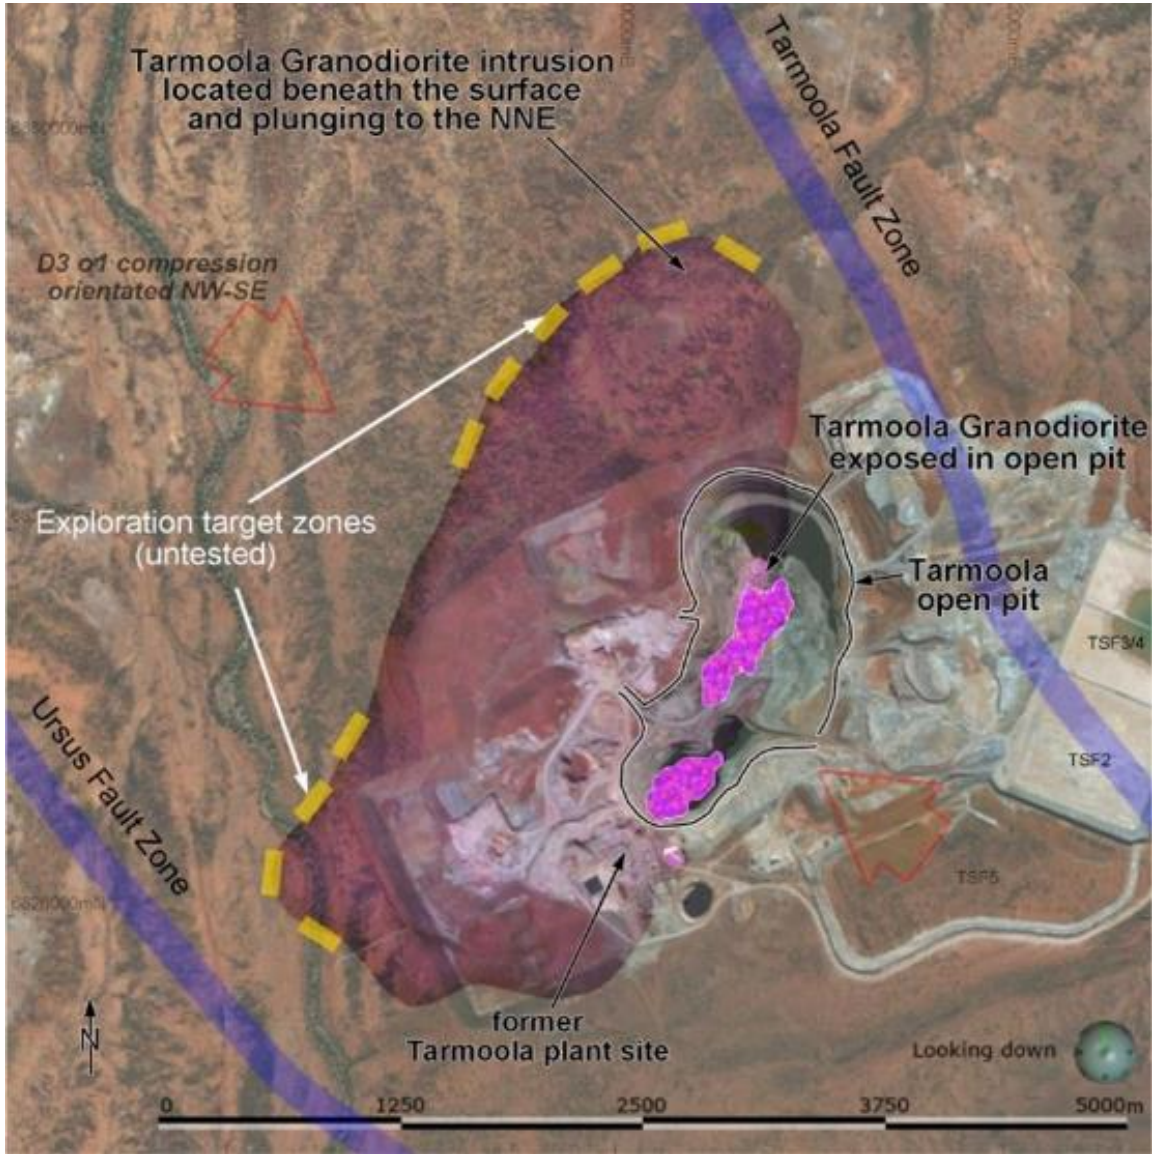 Tarmoola Granodiorite intrusion
located beneath the surface
and plunging to the NNE
Tarmoola Fault Zone
D3 σ1 compression
orientated NW-SE
Tarmoola Granodiorite
exposed in open pit
Exploration target zones
(untested)
Tarmoola
open pit
TSF3/4
TSF2
Ursus Fault Zone
TSF5
former
Tarmoola plant site
N
Looking down
0 1250 2500 3750 5000m